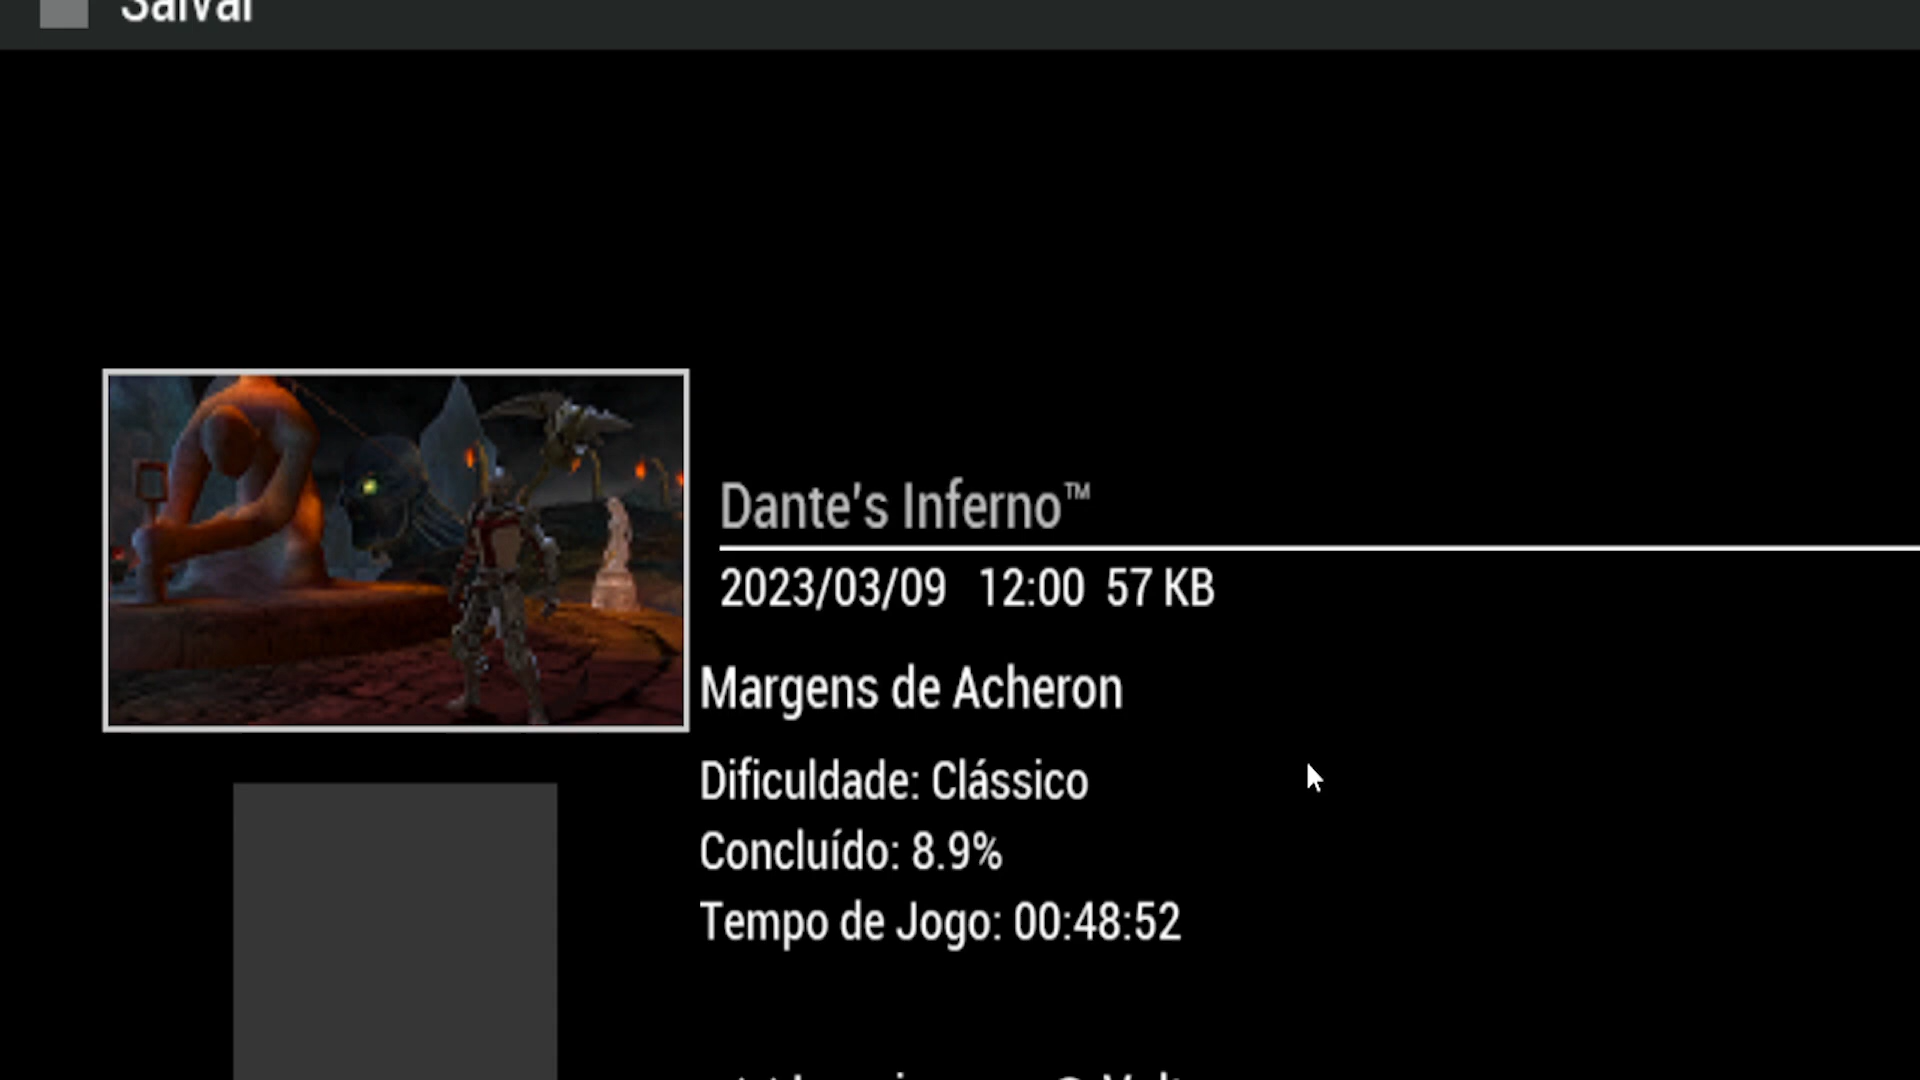 Salvar
Dante's Inferno™
2023/03/09 12:00 57 KB
Margens de Acheron
Dificuldade: Clássico
Concluído: 8.9%
Tempo de Jogo: 00:48:52